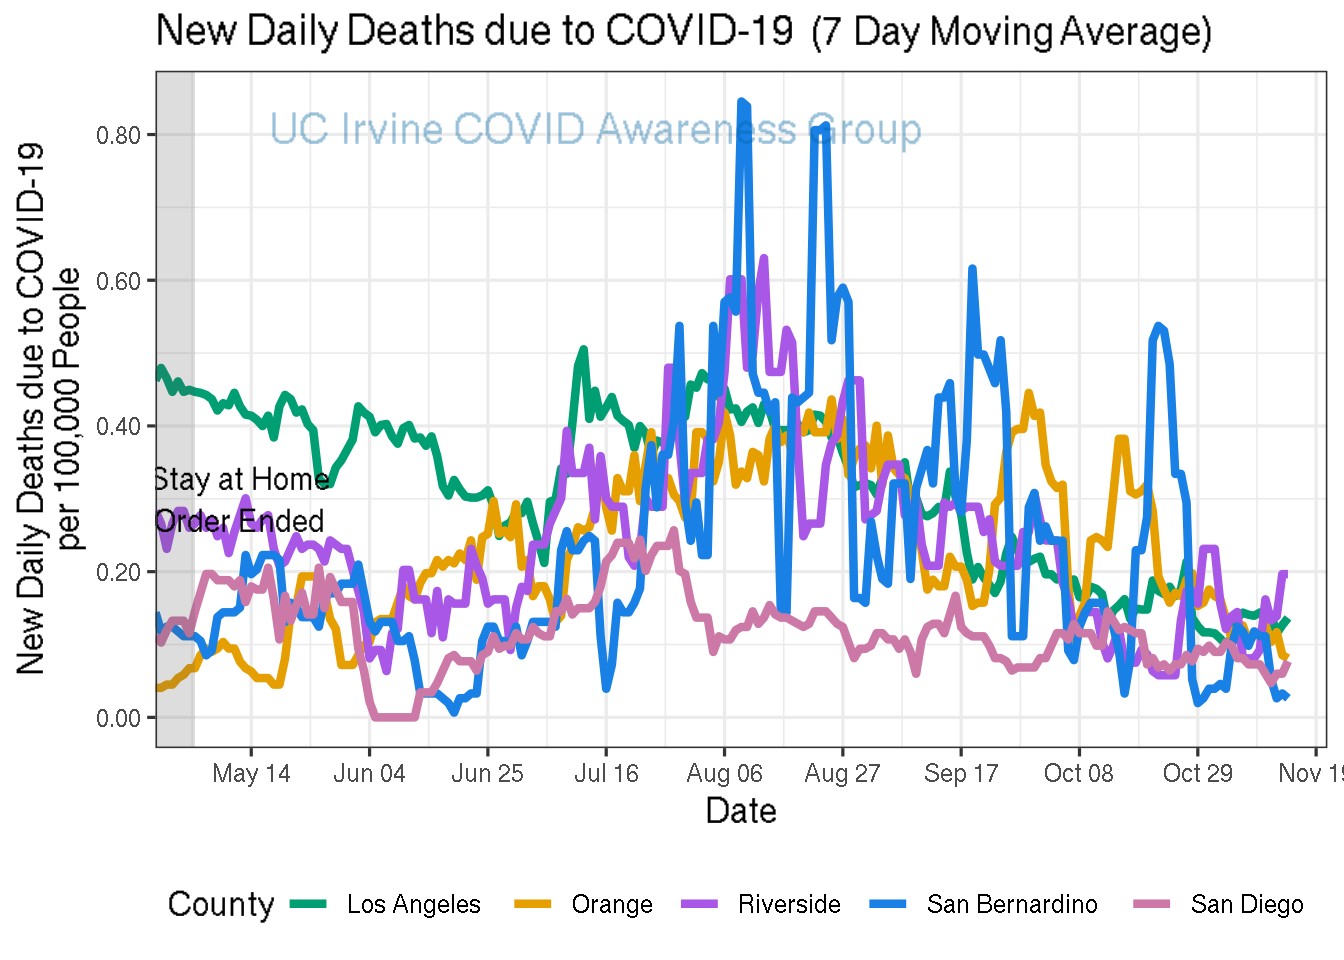 New Daily Deaths due to COVID-19 (7 Day Moving Average)
UC Irvine COVID Awareness Group
New Daily Deaths due to COVID-19
per 100,000 People
0.80
0.60
0.40
0.20
0.00
Stay at Home
Order Ended
May 14 Jun 04 Jun 25 Jul 16 Aug 06 Aug 27 Sep 17 Oct 08 Oct 29 Nov 19
Date
County Los Angeles Orange Riverside San Bernardino San Diego